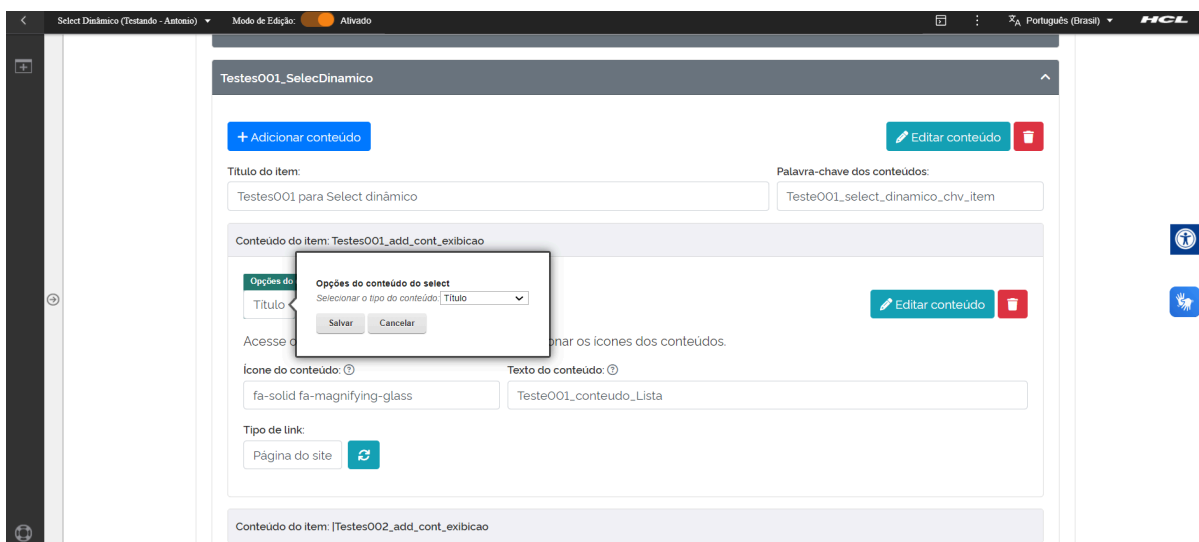 Select Dinâmico (Testando - Antonio)
Modo de Edição:
Ativado
Português (Brasil)
HCL
Testes001_SelecDinamico
+ Adicionar conteúdo
Editar conteúdo
Título do item:
Palavra-chave dos conteúdos:
Testes001 para Select dinâmico
Teste001_select_dinamico_chv_item
Conteúdo do item: Testes001_add_cont_exibicao
Opções do
Título
Opções do conteúdo do select
Selecionar o tipo do conteúdo: Título
Salvar
Cancelar
Editar conteúdo
Acesse
onar os icones dos conteúdos.
Ícone do conteúdo:
Texto do conteúdo:
fa-solid fa-magnifying-glass
Teste001_conteudo_Lista
Tipo de link:
Página do site
Conteúdo do item: |Testes002_add_cont_exibicao